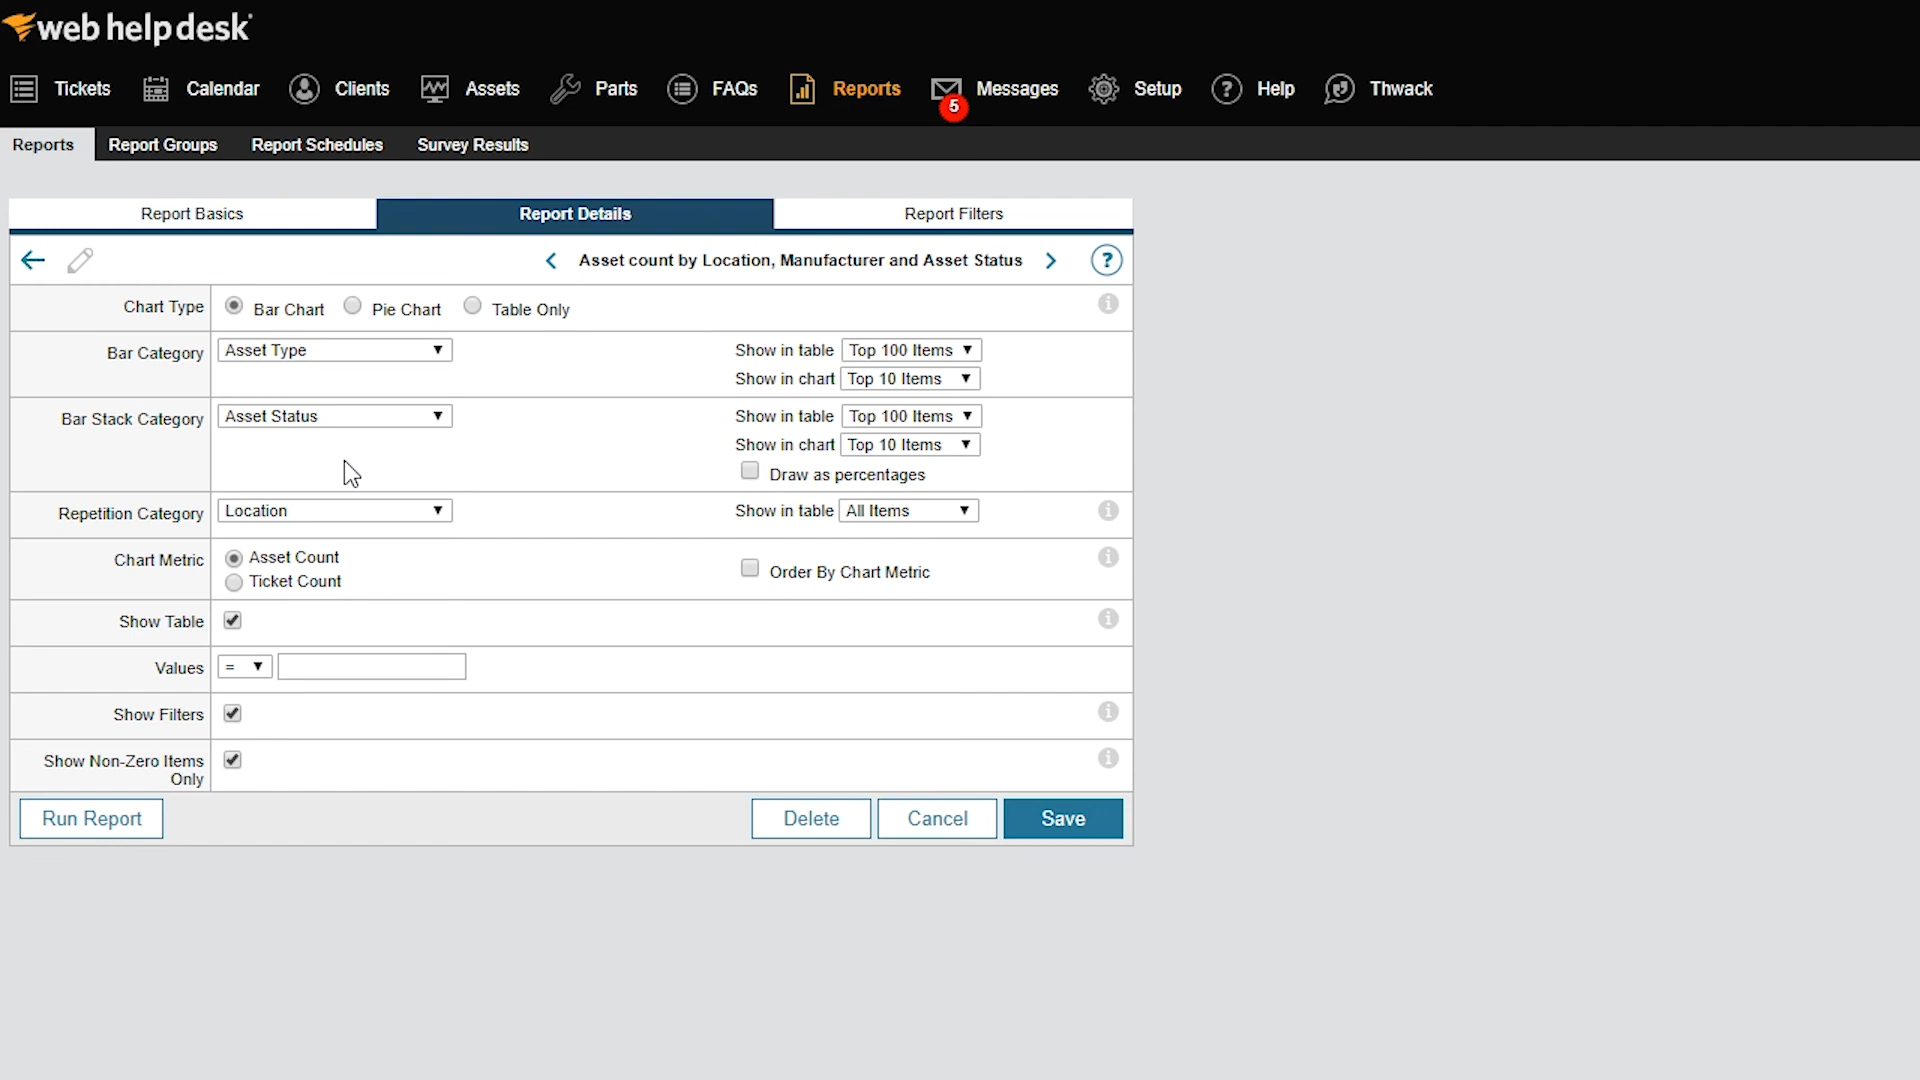 web help desk
Tickets Calendar Clients Assets Parts FAQs Reports Messages Setup Help Thwack
5
Reports Report Groups Report Schedules Survey Results
Report Basics Report Details Report Filters
Asset count by Location, Manufacturer and Asset Status ?
Chart Type Bar Chart Pie Chart Table Only i
Bar Category Asset Type Show in table Top 100 Items
Show in chart Top 10 Items
Bar Stack Category Asset Status Show in table Top 100 Items
Show in chart Top 10 Items
Draw as percentages
Repetition Category Location Show in table All Items i
Chart Metric Asset Count i
Ticket Count Order By Chart Metric
Show Table i
Values =
Show Filters i
Show Non-Zero Items i
Only
Run Report Delete Cancel Save